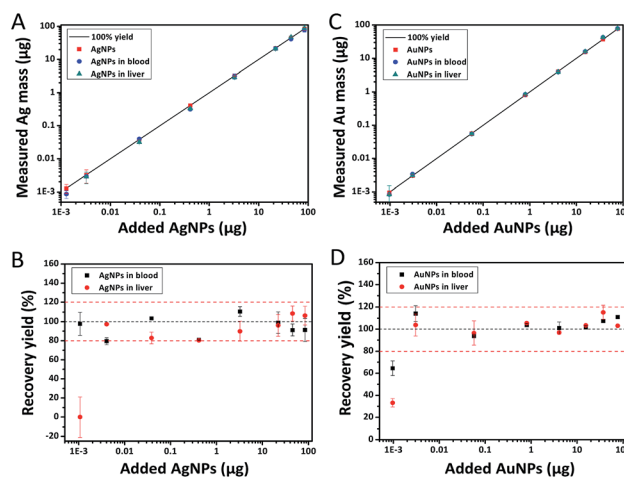 A
Measured Ag mass (µg)
100
10
1
0.1
0.01
1E-3
100% yield
AgNPs
AgNPs in blood
AgNPs in liver
1E-3 0.01 0.1 1 10 100
Added AgNPs (µg)
C
Measured Au mass (µg)
100
10
1
0.1
0.01
1E-3
100% yield
AuNPs
AuNPs in blood
AuNPs in liver
1E-3 0.01 0.1 1 10 100
Added AuNPs (µg)
B
Recovery yield (%)
160
140
120
100
80
60
40
20
0
-20
AgNPs in blood
AgNPs in liver
1E-3 0.01 0.1 1 10 100
Added AgNPs (µg)
D
Recovery yield (%)
160
140
120
100
80
60
40
20
0
AuNPs in blood
AuNPs in liver
1E-3 0.01 0.1 1 10 100
Added AuNPs (µg)